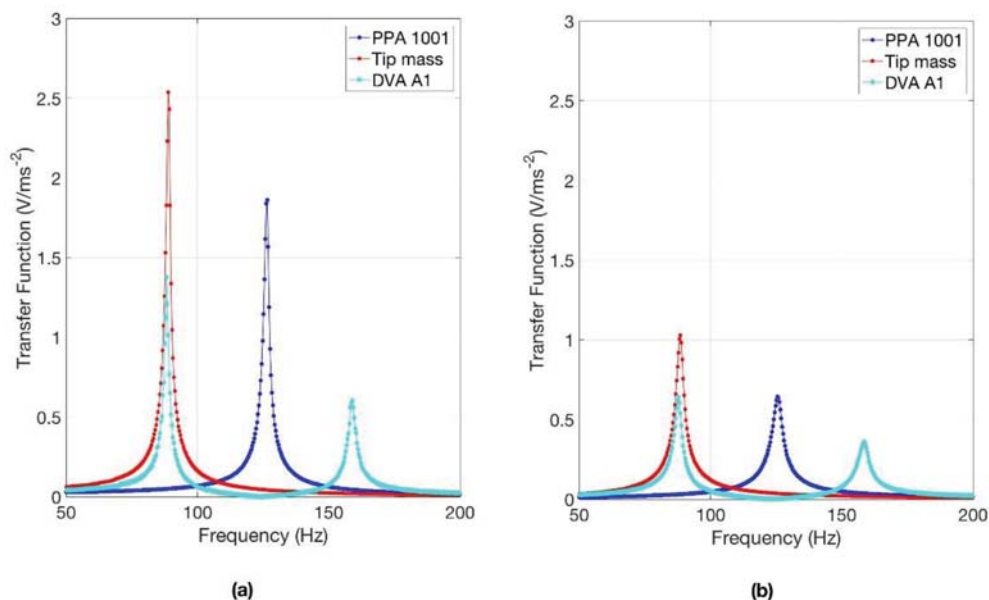 3
2.5
2
1.5
1
0.5
0
50
100
150
200
Transfer Function (V/ms⁻²)
Frequency (Hz)
PPA 1001
Tip mass
DVA A1
(a)
3
2.5
2
1.5
1
0.5
0
50
100
150
200
Transfer Function (V/ms⁻²)
Frequency (Hz)
PPA 1001
Tip mass
DVA A1
(b)